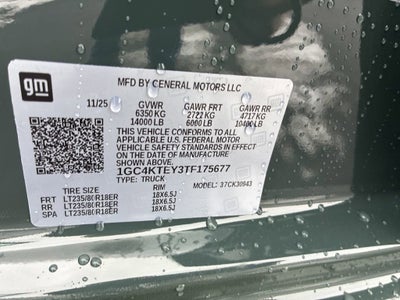 gm
MFD BY GENERAL MOTORS LLC
11/25 GVWR GAWR FRT GAWR RR
6350 KG 2722 KG 4717 KG
14000 LB 6000 LB 10400 LB
THIS VEHICLE CONFORMS TO ALL
APPLICABLE U.S. FEDERAL MOTOR
VEHICLE SAFETY STANDARDS IN EFFECT
ON THE DATE OF MANUFACTURE
SHOWN ABOVE.
1GC4KTEY3TF175677
TYPE: TRUCK MODEL: 37CK30943
TIRE SIZE RIM
FRT LT235/80R18ER 18X6.5J
RR LT235/80R18ER 18X6.5J
SPA LT235/80R18ER 18X6.5J